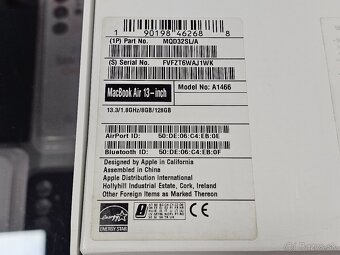 1 90198 46268 8
(1P) Part No. MQD32SL/A
(S) Serial No. FVFZT6WAJ1WK
MacBook Air 13-inch
Model No: A1466
13.3/1.8GHz/8GB/128GB
AirPort ID: 50:DE:06:C4:EB:0E
Bluetooth ID: 50:DE:06:C4:EB:0F
Designed by Apple in California
Assembled in China
Apple Distribution International
Hollyhill Industrial Estate, Cork, Ireland
Other Foreign Items as Marked Thereon
ENERGY STAR